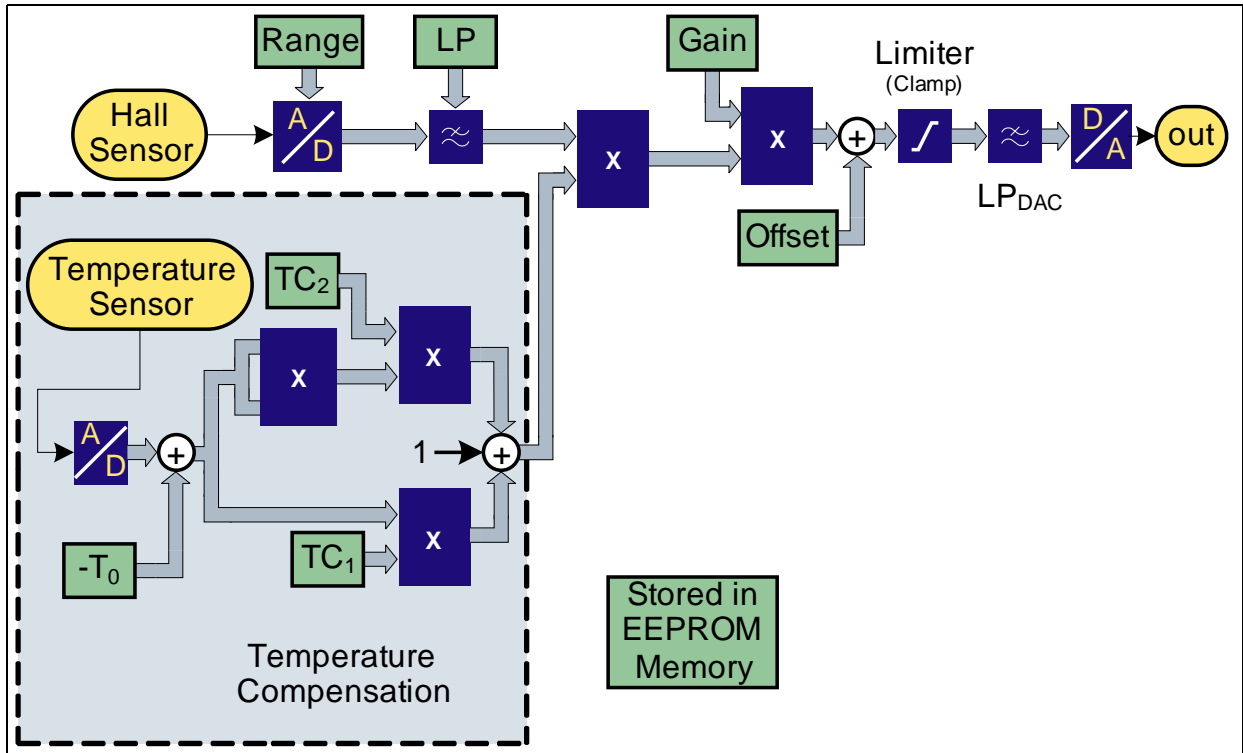 Range
LP
Gain
Limiter
(Clamp)
Hall
Sensor
A
D
X
X
D
A
out
LPDAC
Offset
Temperature
Sensor
TC2
X
X
A
D
1
TC1
X
-T0
Temperature
Compensation
Stored in
EEPROM
Memory